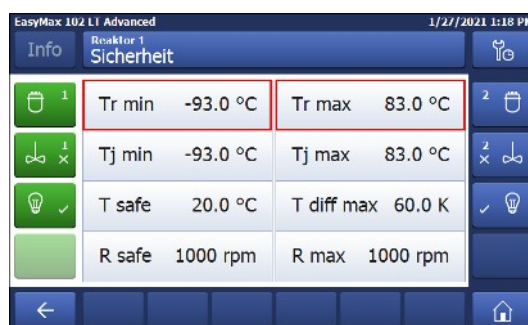 EasyMax 102 LT Advanced 1/27/2021 1:18 PM
Info
Reaktor 1
Sicherheit
1 Tr min -93.0 °C Tr max 83.0 °C 2
1 Tj min -93.0 °C Tj max 83.0 °C 2
T safe 20.0 °C T diff max 60.0 K
R safe 1000 rpm R max 1000 rpm